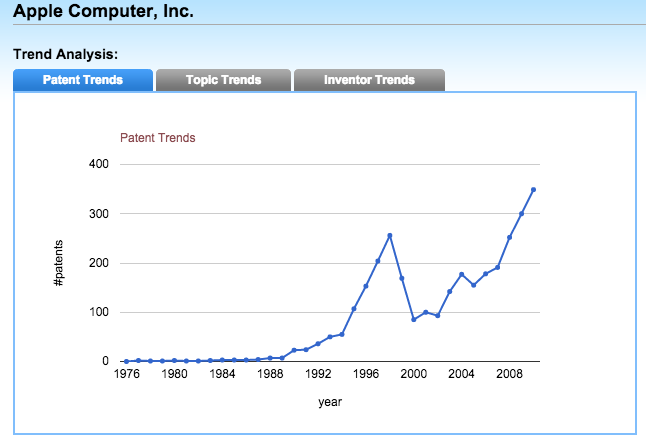 Apple Computer, Inc.
Trend Analysis:
Patent Trends Topic Trends Inventor Trends
Patent Trends
400
300
200
100
0
#patents
1976 1980 1984 1988 1992 1996 2000 2004 2008
year